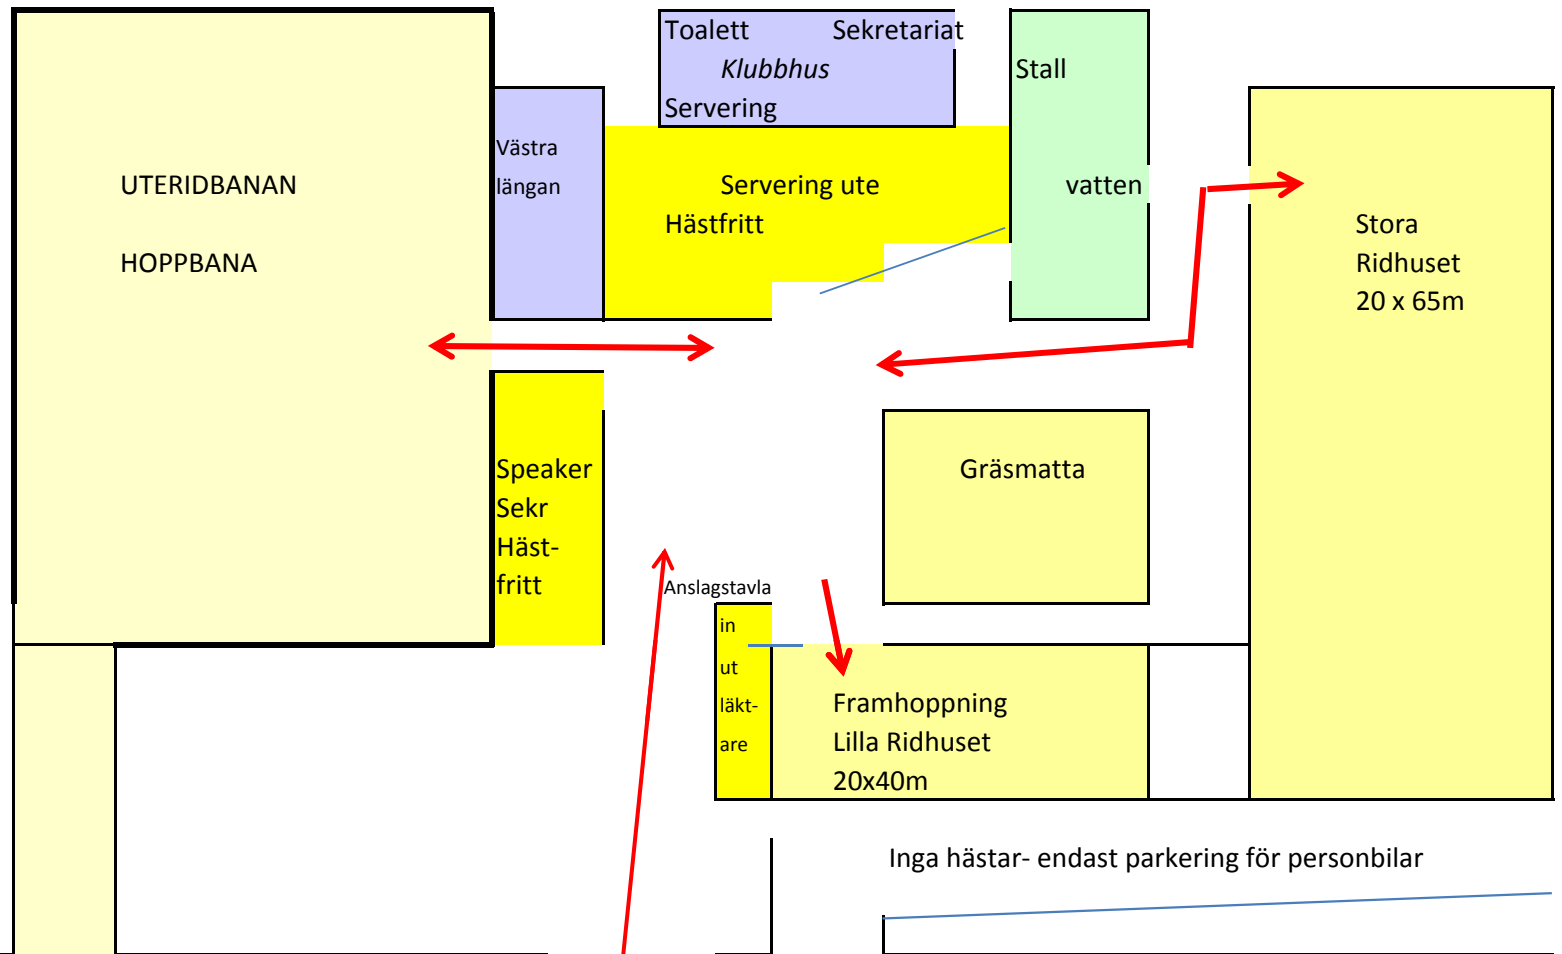 Toalett Sekretariat
Klubbhus
Servering
Stall
Västra
längan
UTERIDBANAN
HOPPBANA
Servering ute
Hästfritt
vatten
Stora
Ridhuset
20 x 65m
Speaker
Sekr
Häst-
fritt
Gräsmatta
Anslagstavla
in
ut
läkt-
are
Framhoppning
Lilla Ridhuset
20x40m
Inga hästar- endast parkering för personbilar